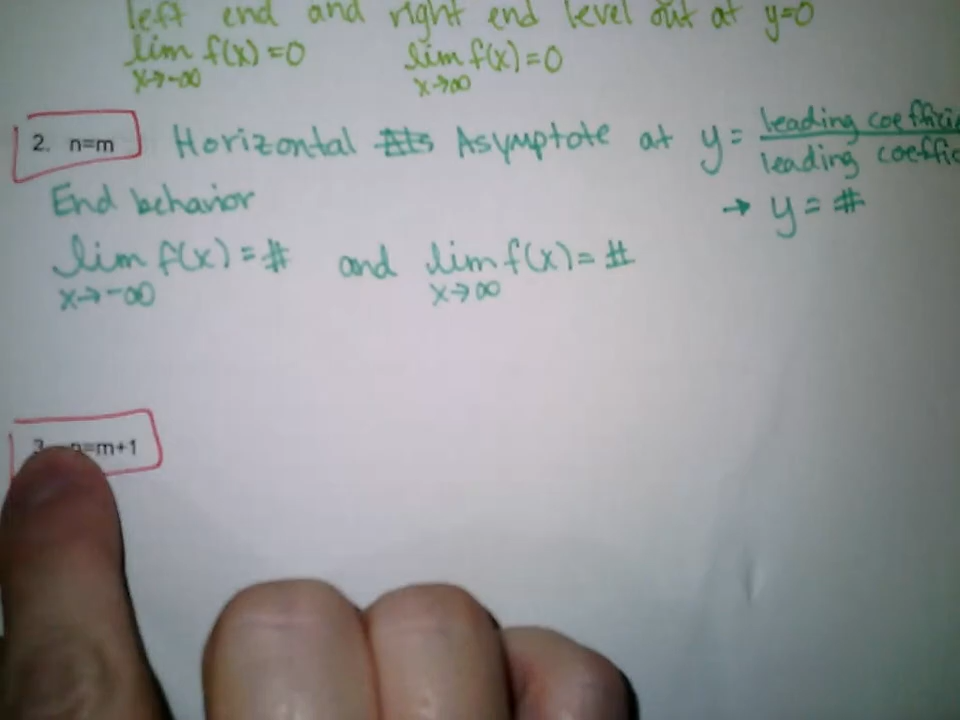 left end and right end level out at y=0
lim f(x)=0 lim f(x)=0
x→-∞ x→∞
2. n=m Horizontal Asymptote at y= leading
leading
End behavior → y=#
lim f(x)=# and lim f(x)=#
x→-∞ x→∞
n=m+1